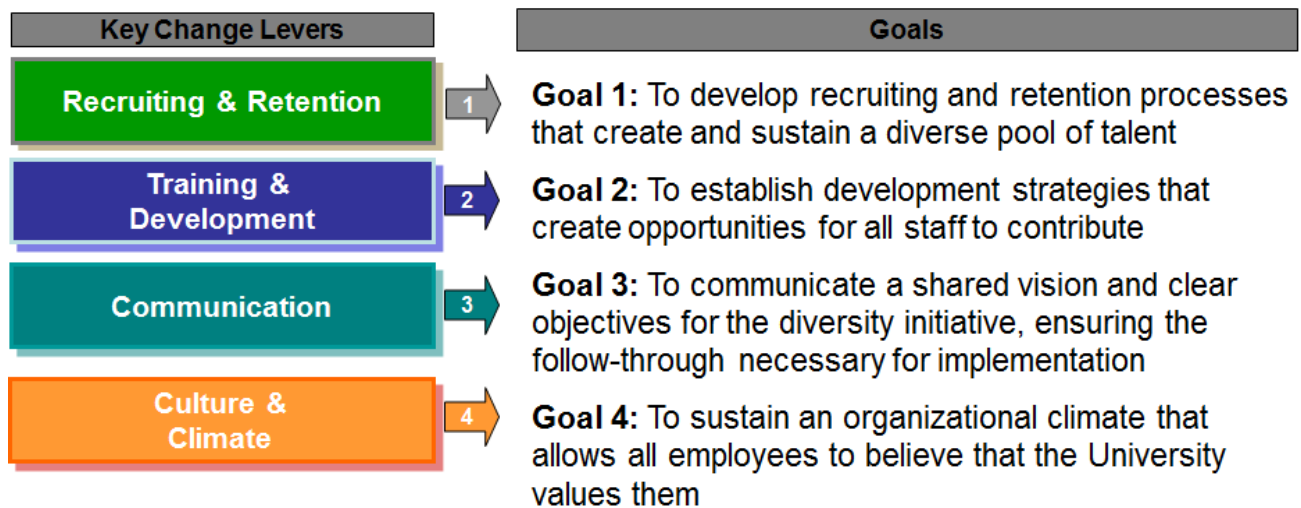 Key Change Levers
Goals
Recruiting & Retention
1
Goal 1: To develop recruiting and retention processes
that create and sustain a diverse pool of talent
Training &
Development
2
Goal 2: To establish development strategies that
create opportunities for all staff to contribute
Communication
3
Goal 3: To communicate a shared vision and clear
objectives for the diversity initiative, ensuring the
follow-through necessary for implementation
Culture &
Climate
4
Goal 4: To sustain an organizational climate that
allows all employees to believe that the University
values them